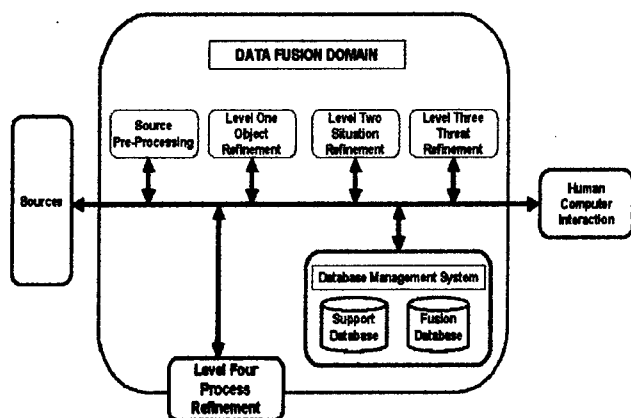 DATA FUSION DOMAIN
Source
Pre-Processing
Level One
Object
Refinement
Level Two
Situation
Refinement
Level Three
Threat
Refinement
Sources
Human
Computer
Interaction
Database Management System
Support
Database
Fusion
Database
Level Four
Process
Refinement